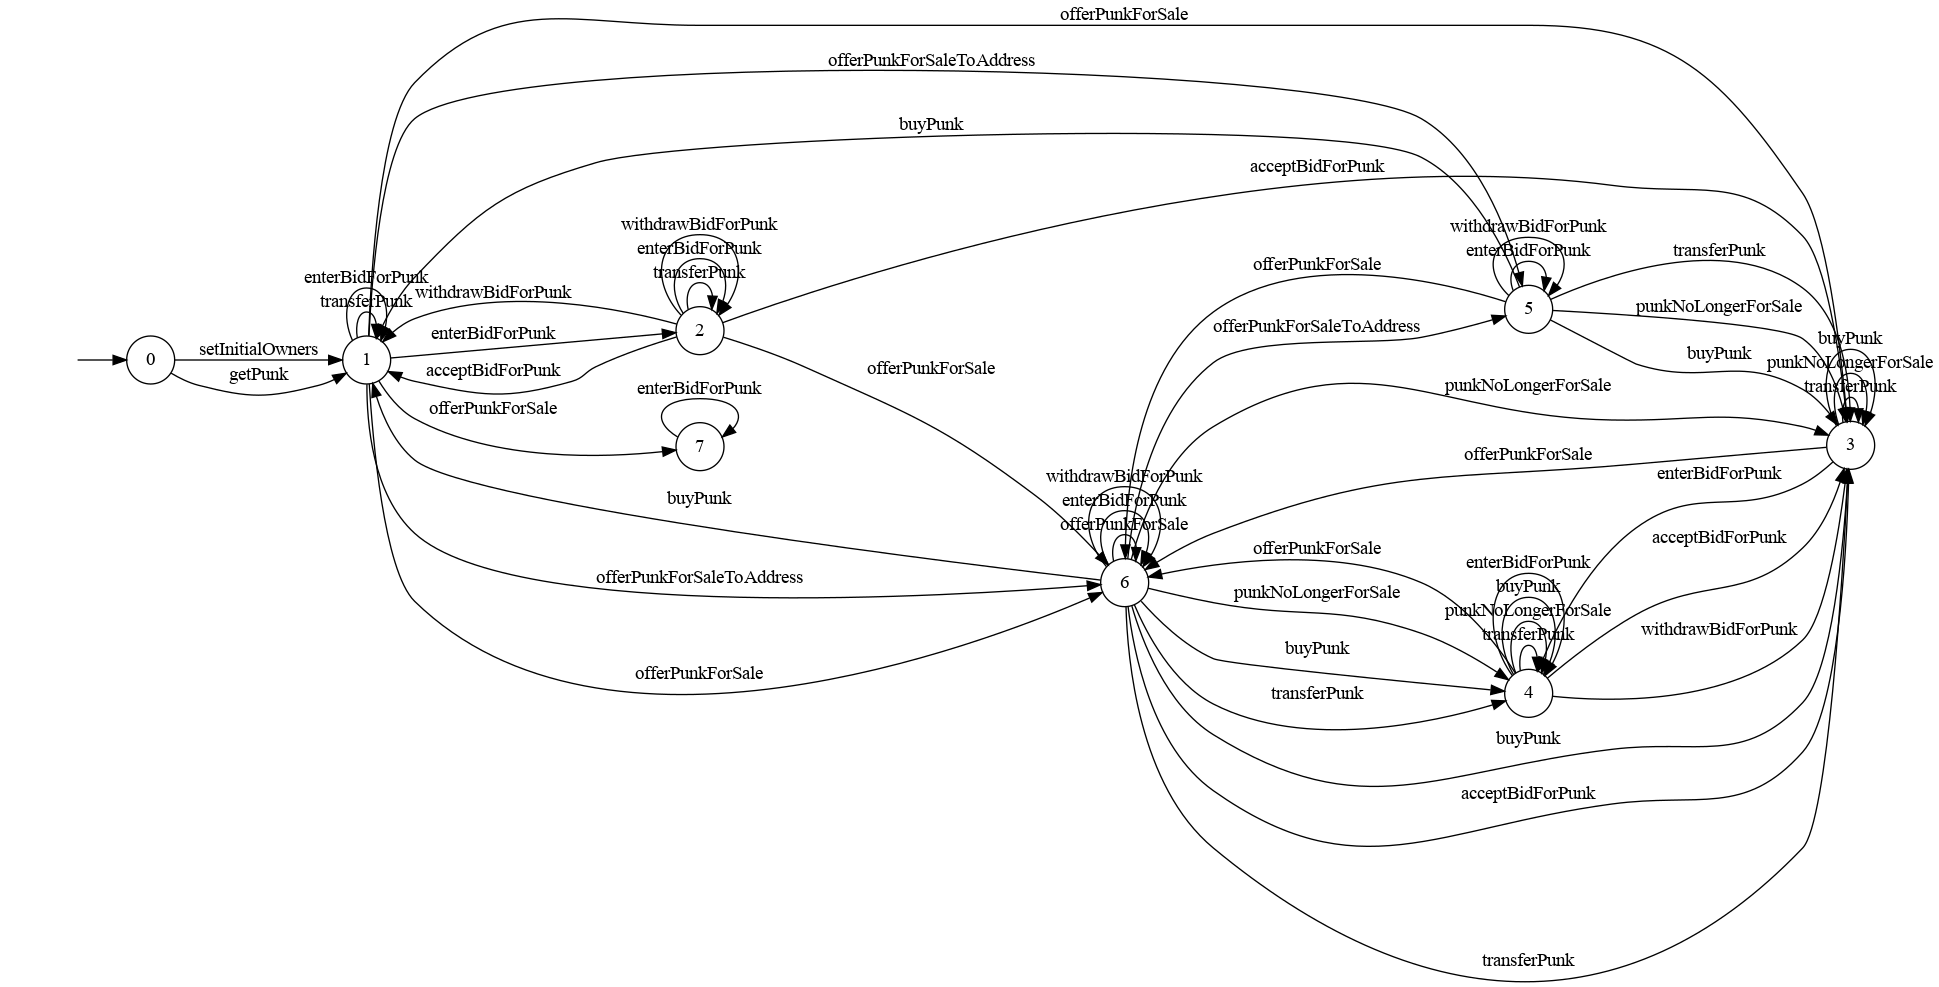 offerPunkForSale
offerPunkForSaleToAddress
buyPunk
acceptBidForPunk
withdrawBidForPunk
enterBidForPunk
transferPunk
withdrawBidForPunk
enterBidForPunk
transferPunk
enterBidForPunk
transferPunk
withdrawBidForPunk
offerPunkForSale
5
punkNoLongerForSale
offerPunkForSaleToAddress
2
enterBidForPunk
buyPunk
buyPunk
setInitialOwners
0
1
getPunk
acceptBidForPunk
offerPunkForSale
punkNoLongerForSale
transferPunk
enterBidForPunk
punkNoLongerForSale
offerPunkForSale
7
3
offerPunkForSale
enterBidForPunk
withdrawBidForPunk
enterBidForPunk
offerPunkForSale
buyPunk
acceptBidForPunk
offerPunkForSale
6
enterBidForPunk
buyPunk
punkNoLongerForSale
transferPunk
offerPunkForSaleToAddress
punkNoLongerForSale
withdrawBidForPunk
buyPunk
offerPunkForSale
transferPunk
4
buyPunk
acceptBidForPunk
transferPunk